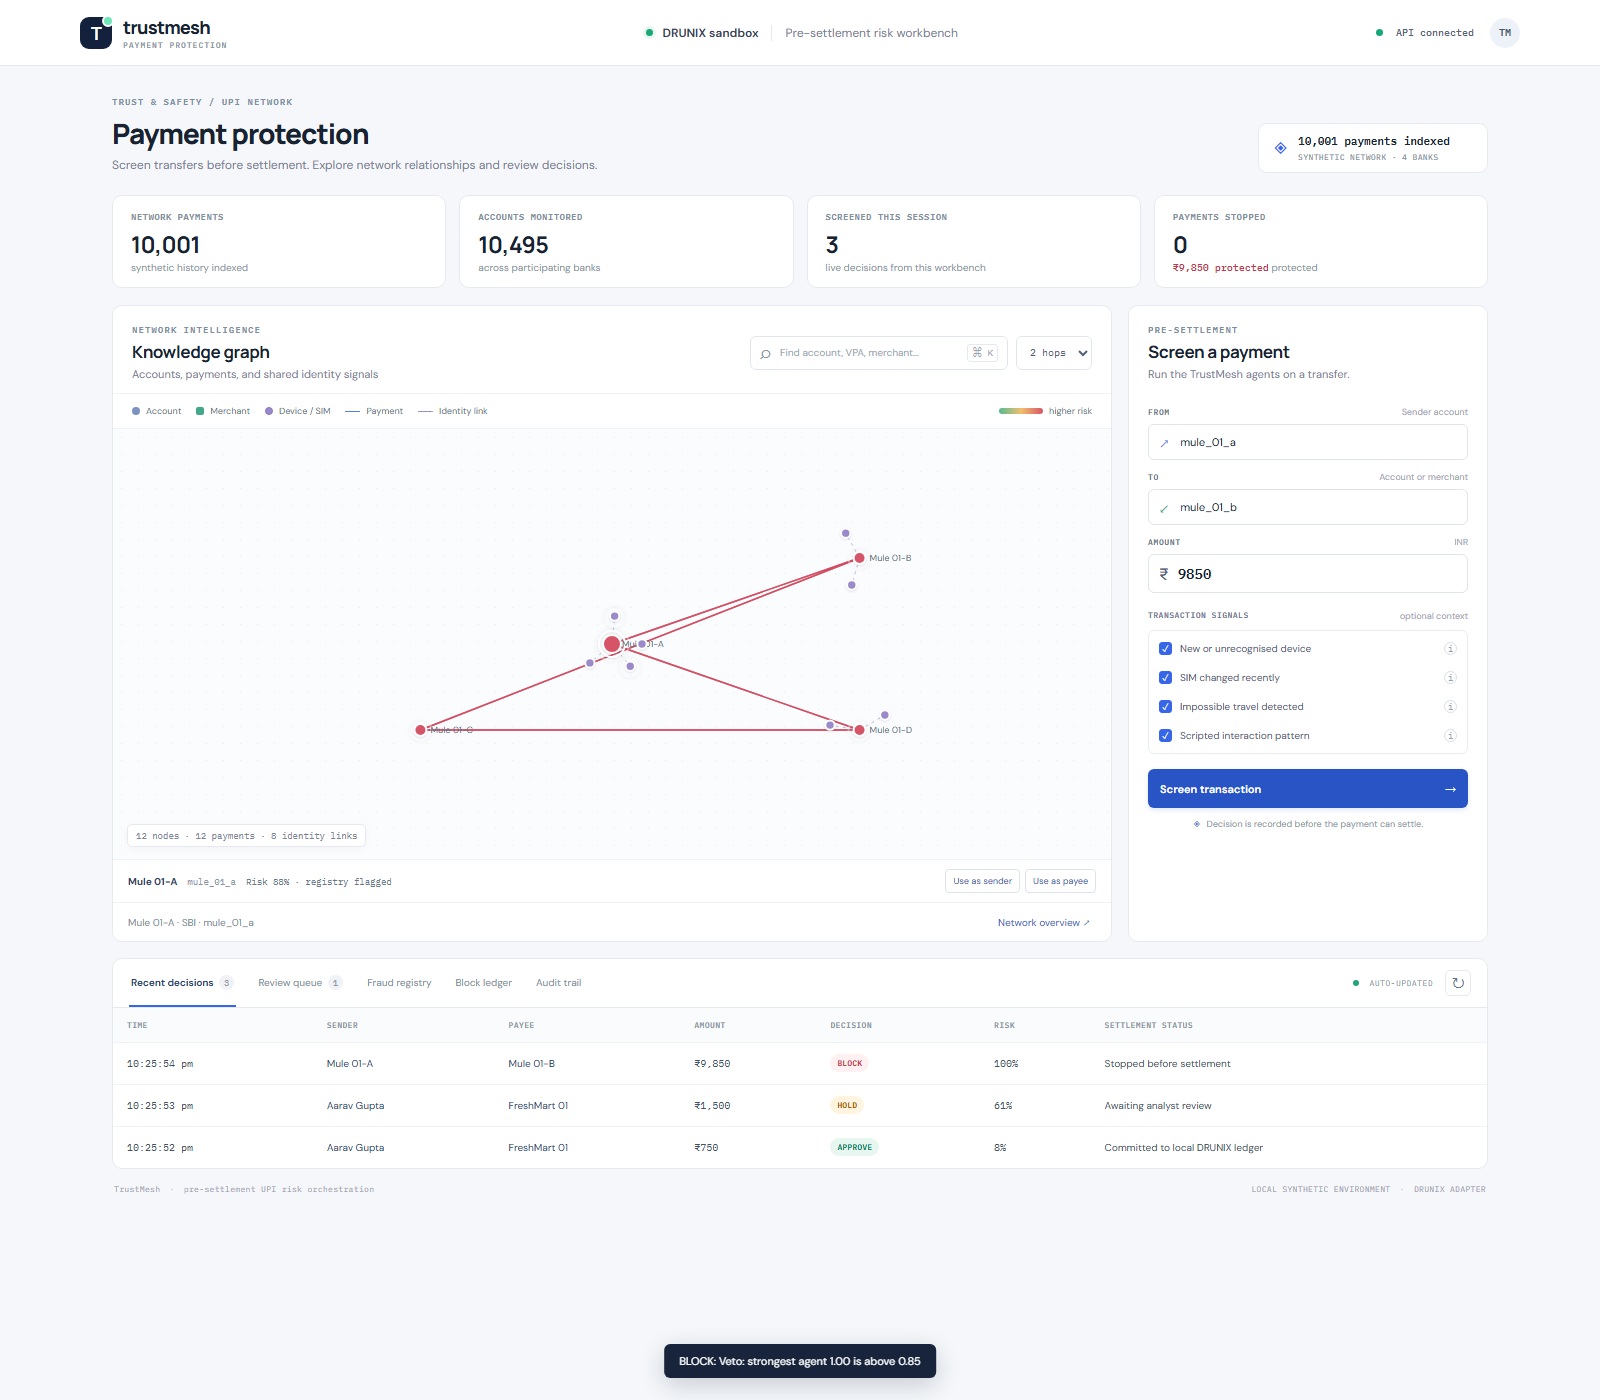 T
trustmesh
PAYMENT PROTECTION
DRUNIX sandbox
Pre-settlement risk workbench
API connected
TM
TRUST & SAFETY / UPI NETWORK
Payment protection
Screen transfers before settlement. Explore network relationships and review decisions.
10,001 payments indexed
SYNTHETIC NETWORK · 4 BANKS
NETWORK PAYMENTS
10,001
synthetic history indexed
ACCOUNTS MONITORED
10,495
across participating banks
SCREENED THIS SESSION
3
live decisions from this workbench
PAYMENTS STOPPED
0
₹9,850 protected protected
NETWORK INTELLIGENCE
Knowledge graph
Accounts, payments, and shared identity signals
Find account, VPA, merchant...
⌘ K
2 hops
Account
Merchant
Device / SIM
Payment
Identity link
higher risk
Mule 01-B
Mule 01-A
Mule 01-C
Mule 01-D
12 nodes · 12 payments · 8 identity links
Mule 01-A mule_01_a Risk 88% · registry flagged
Use as sender
Use as payee
Mule 01-A · SBI · mule_01_a
Network overview ↗
PRE-SETTLEMENT
Screen a payment
Run the TrustMesh agents on a transfer.
FROM Sender account
↗ mule_01_a
TO Account or merchant
↙ mule_01_b
AMOUNT INR
₹ 9850
TRANSACTION SIGNALS optional context
New or unrecognised device i
SIM changed recently i
Impossible travel detected i
Scripted interaction pattern i
Screen transaction →
Decision is recorded before the payment can settle.
Recent decisions 3
Review queue 1
Fraud registry
Block ledger
Audit trail
AUTO-UPDATED
↻
TIME SENDER PAYEE AMOUNT DECISION RISK SETTLEMENT STATUS
10:25:54 pm Mule 01-A Mule 01-B ₹9,850 BLOCK 100% Stopped before settlement
10:25:53 pm Aarav Gupta FreshMart 01 ₹1,500 HOLD 61% Awaiting analyst review
10:25:52 pm Aarav Gupta FreshMart 01 ₹750 APPROVE 8% Committed to local DRUNIX ledger
TrustMesh · pre-settlement UPI risk orchestration
LOCAL SYNTHETIC ENVIRONMENT · DRUNIX ADAPTER
BLOCK: Veto: strongest agent 1.00 is above 0.85